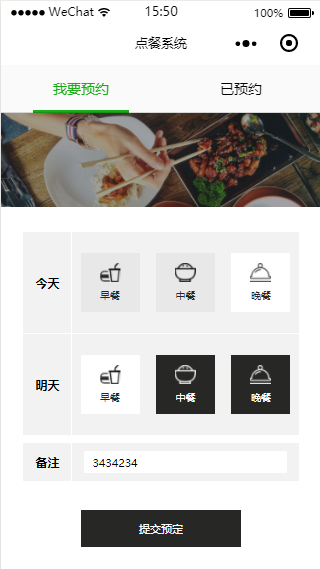 WeChat 15:50 100%
点餐系统
我要预约 已预约
今天 早餐 中餐 晚餐
明天 早餐 中餐 晚餐
备注 3434234
提交预定